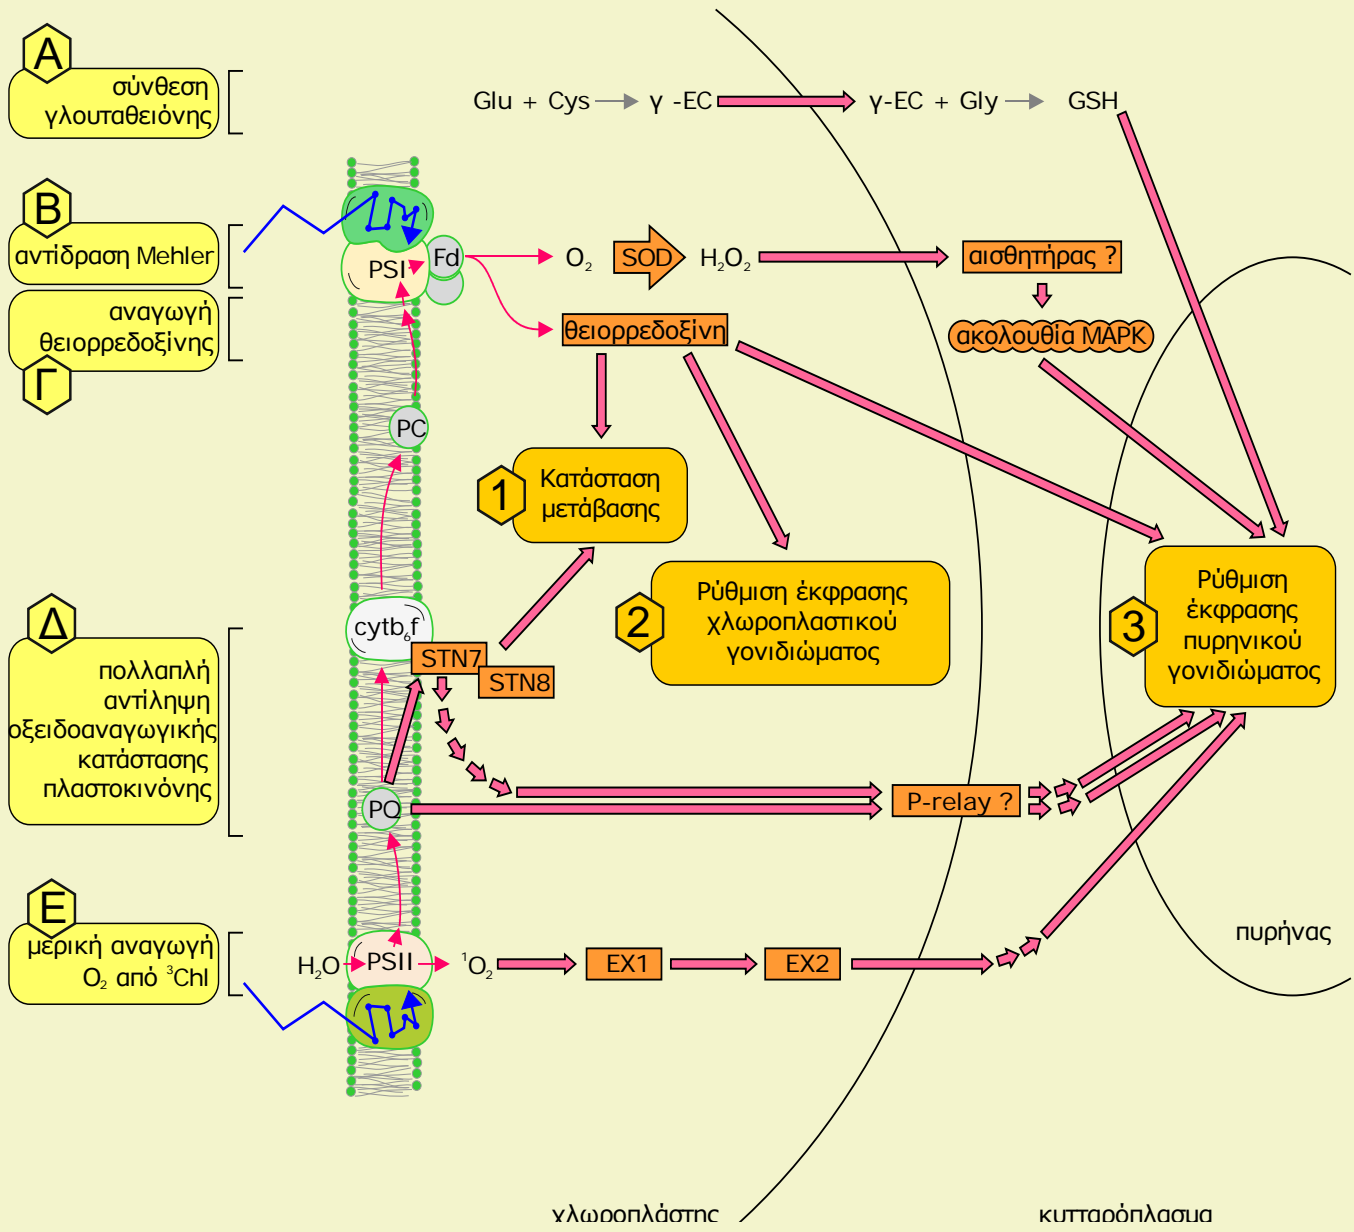 Α
σύνθεση
γλουταθειόνης
Glu + Cys
γ -EC
γ-EC + Gly
GSH
Β
αντίδραση Mehler
PSI
Fd
O₂
SOD
H₂O₂
αισθητήρας ?
αναγωγή
θειορρεδοξίνης
Γ
θειορρεδοξίνη
ακολουθία MAPK
PC
1
Κατάσταση
μετάβασης
2
Ρύθμιση έκφρασης
χλωροπλαστικού
γονιδιώματος
3
Ρύθμιση
έκφρασης
πυρηνικού
γονιδιώματος
Δ
πολλαπλή
αντίληψη
οξειδοαναγωγικής
κατάστασης
πλαστοκινόνης
cytb₆f
STN7
STN8
PQ
P-relay ?
Ε
μερική αναγωγή
O₂ από ³Chl
H₂O
PSII
¹O₂
EX1
EX2
πυρήνας
χλωροπλάστης
κυτταρόπλασμα